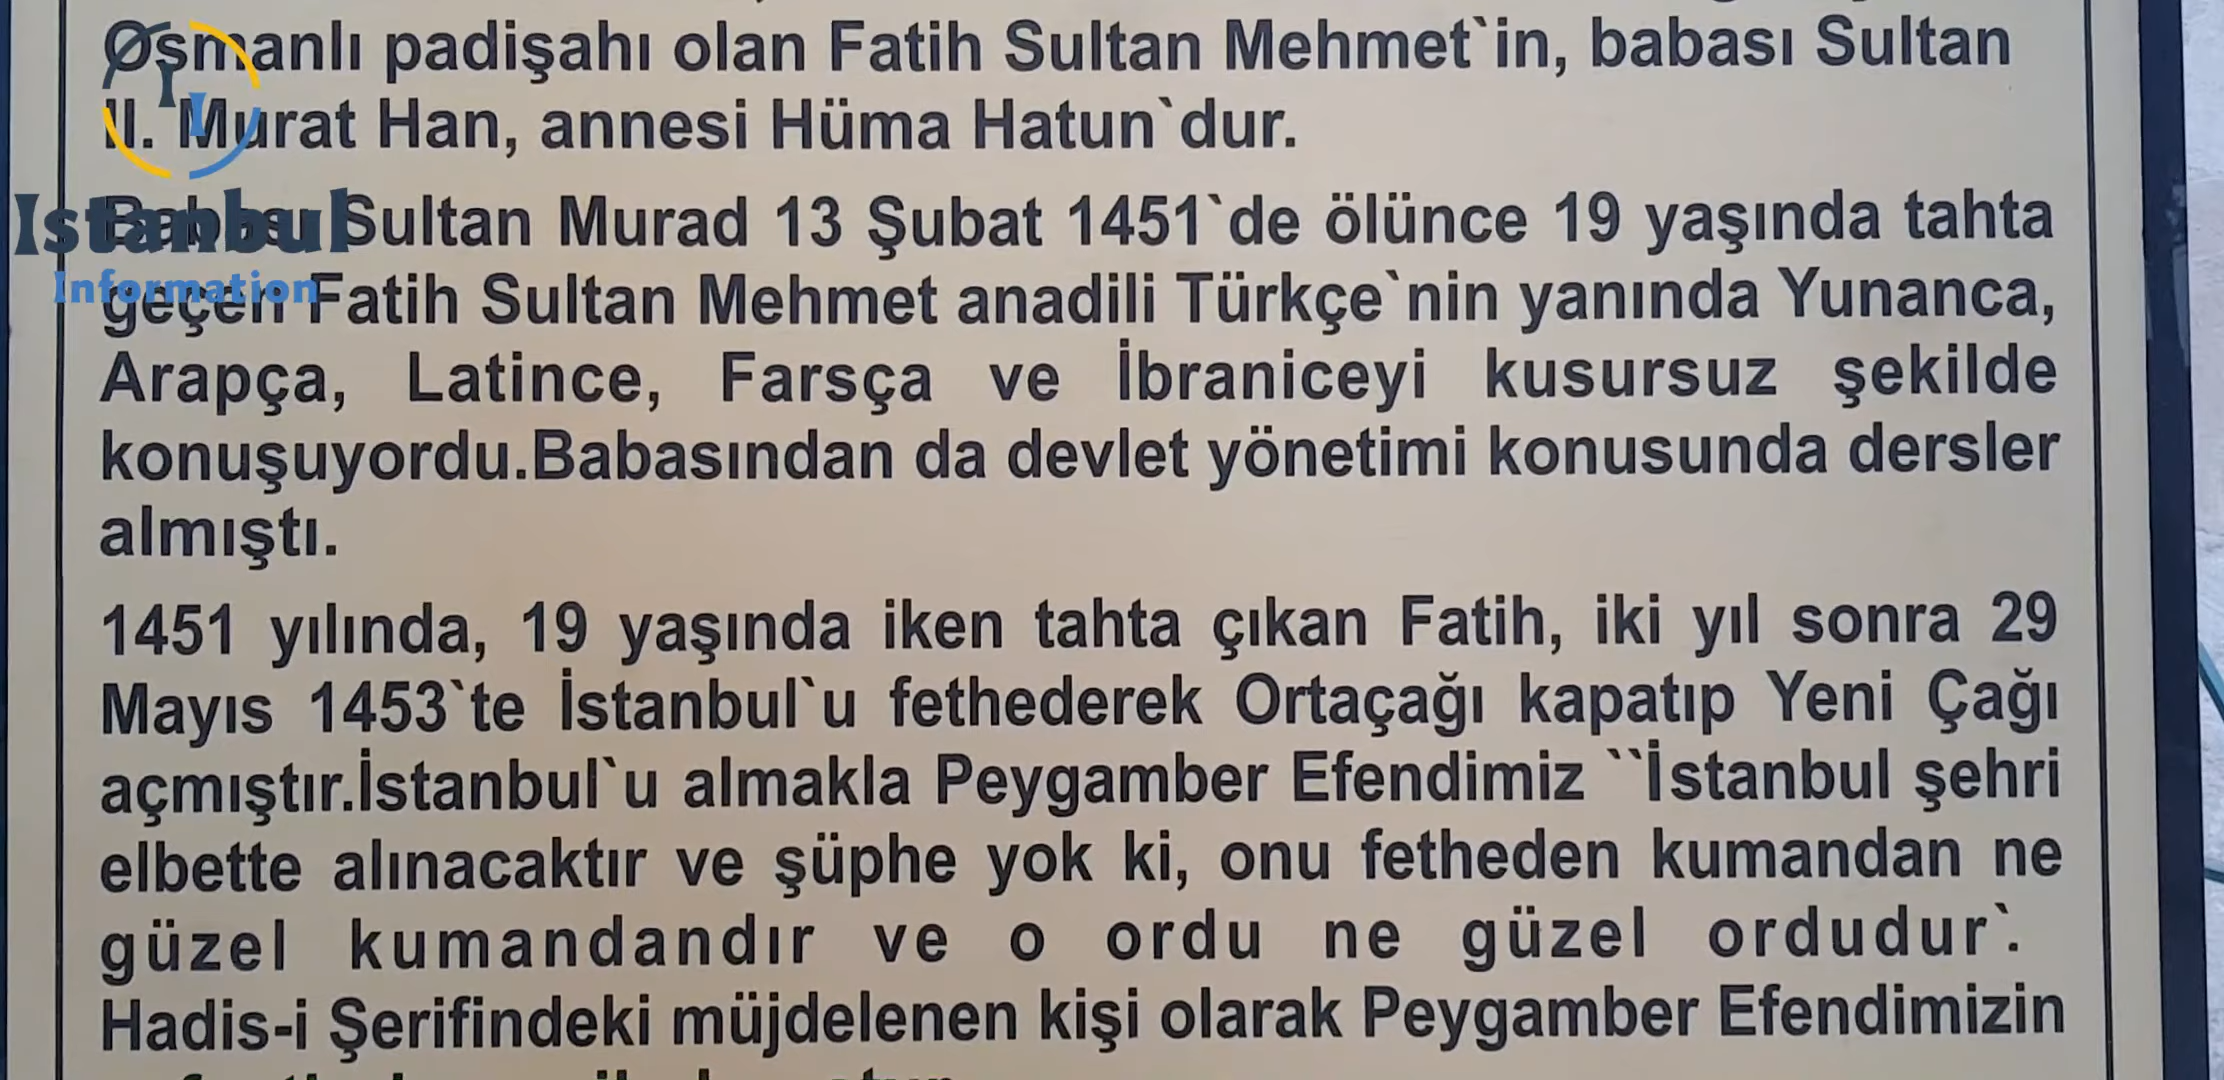 Osmanlı padişahı olan Fatih Sultan Mehmet`in, babası Sultan
II. Murat Han, annesi Hüma Hatun`dur.
Babası Sultan Murad 13 Şubat 1451`de ölünce 19 yaşında tahta
geçen Fatih Sultan Mehmet anadili Türkçe`nin yanında Yunanca,
Arapça, Latince, Farsça ve İbraniceyi kusursuz şekilde
konuşuyordu.Babasından da devlet yönetimi konusunda dersler
almıştı.
1451 yılında, 19 yaşında iken tahta çıkan Fatih, iki yıl sonra 29
Mayıs 1453`te İstanbul`u fethederek Ortaçağı kapatıp Yeni Çağı
açmıştır.İstanbul`u almakla Peygamber Efendimiz ``İstanbul şehri
elbette alınacaktır ve şüphe yok ki, onu fetheden kumandan ne
güzel kumandandır ve o ordu ne güzel ordudur`.
Hadis-i Şerifindeki müjdelenen kişi olarak Peygamber Efendimizin
II
Istanbul
Information